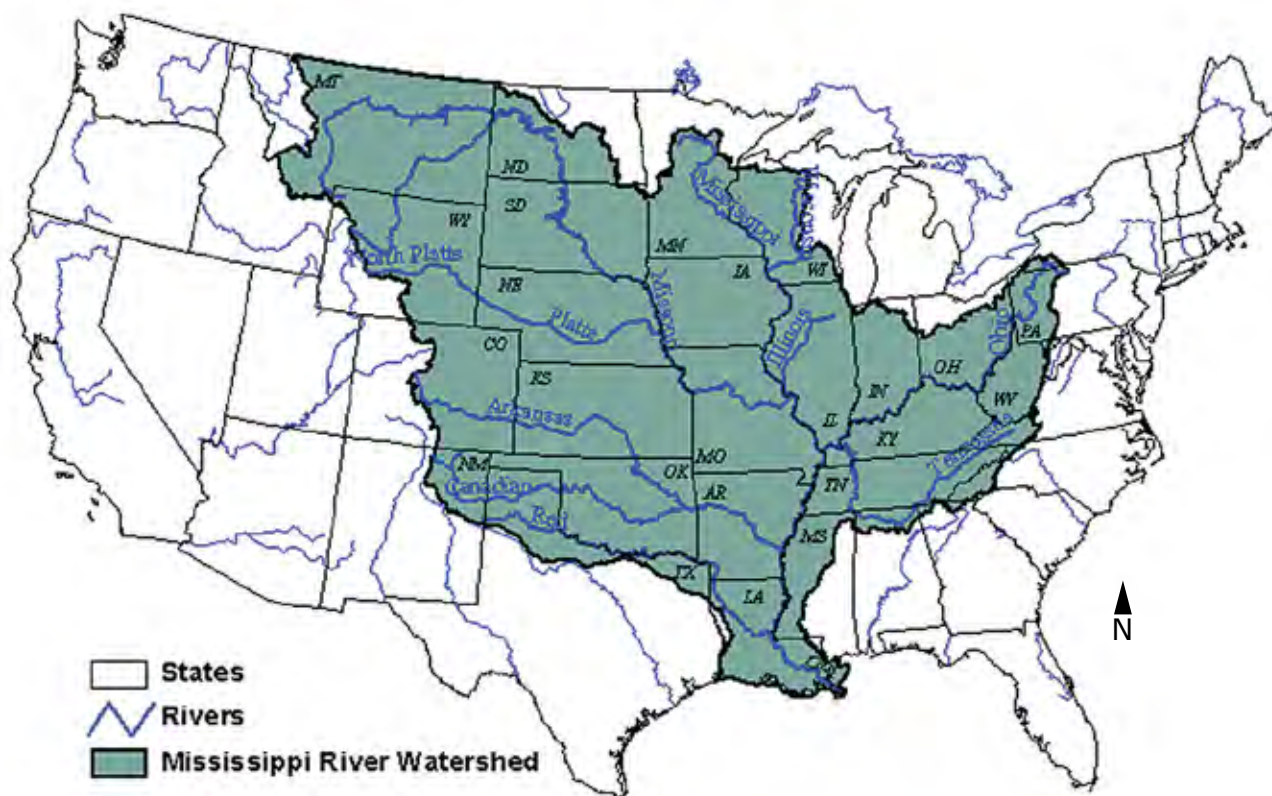 MT
ND
SD
WY
North Platts
NE
Platts
CO
KS
Arkansas
NM
Canadian
Red
OK
TX
MN
Mississippi
IA
WI
Missouri
Illinois
IL
IN
OH
Ohio
PA
WV
KY
Tennessee
TN
MO
AR
MS
LA
N
States
Rivers
Mississippi River Watershed